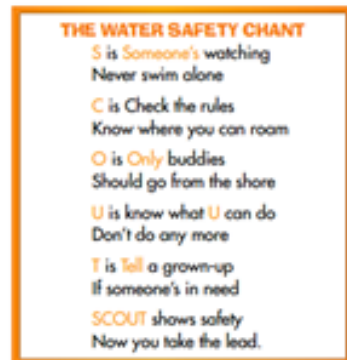 THE WATER SAFETY CHANT
S is Someone's watching
Never swim alone
C is Check the rules
Know where you can roam
O is Only buddies
Should go from the shore
U is know what U can do
Don't do any more
T is Tell a grown-up
If someone's in need
SCOUT shows safety
Now you take the lead.